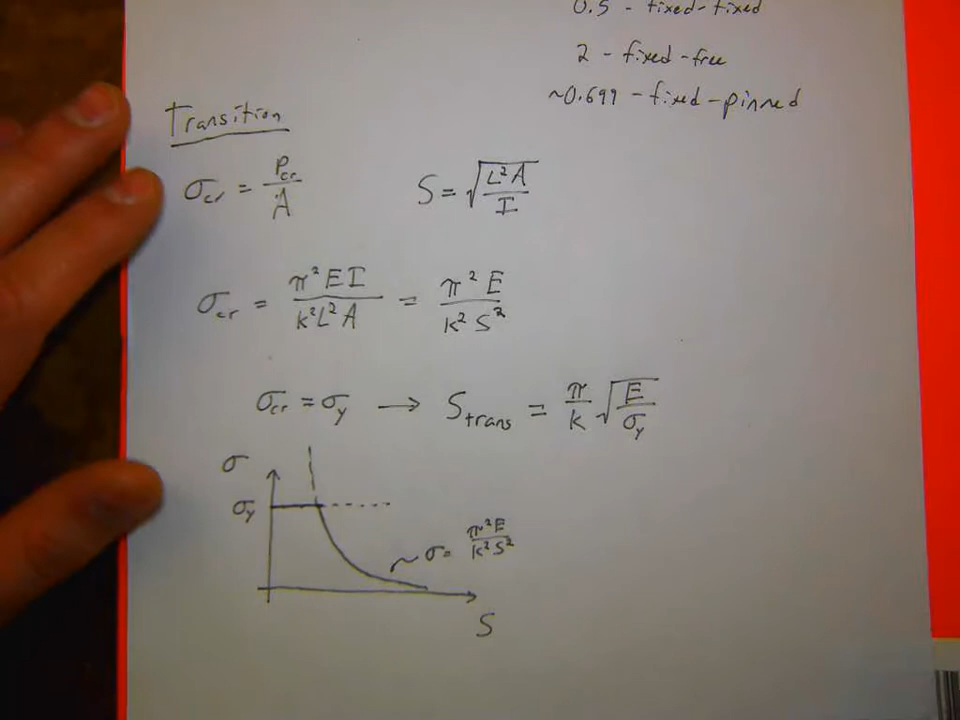 0.5 - fixed-fixed
2 - fixed-free
~0.699 - fixed-pinned
Transition
σcr = Pcr/A   S = √(L²A/I)
σcr = π²EI/k²L²A = π²E/k²S²
σcr = σy → Strans = π/k √(E/σy)
σ
σy
σ = π²E/k²S²
S